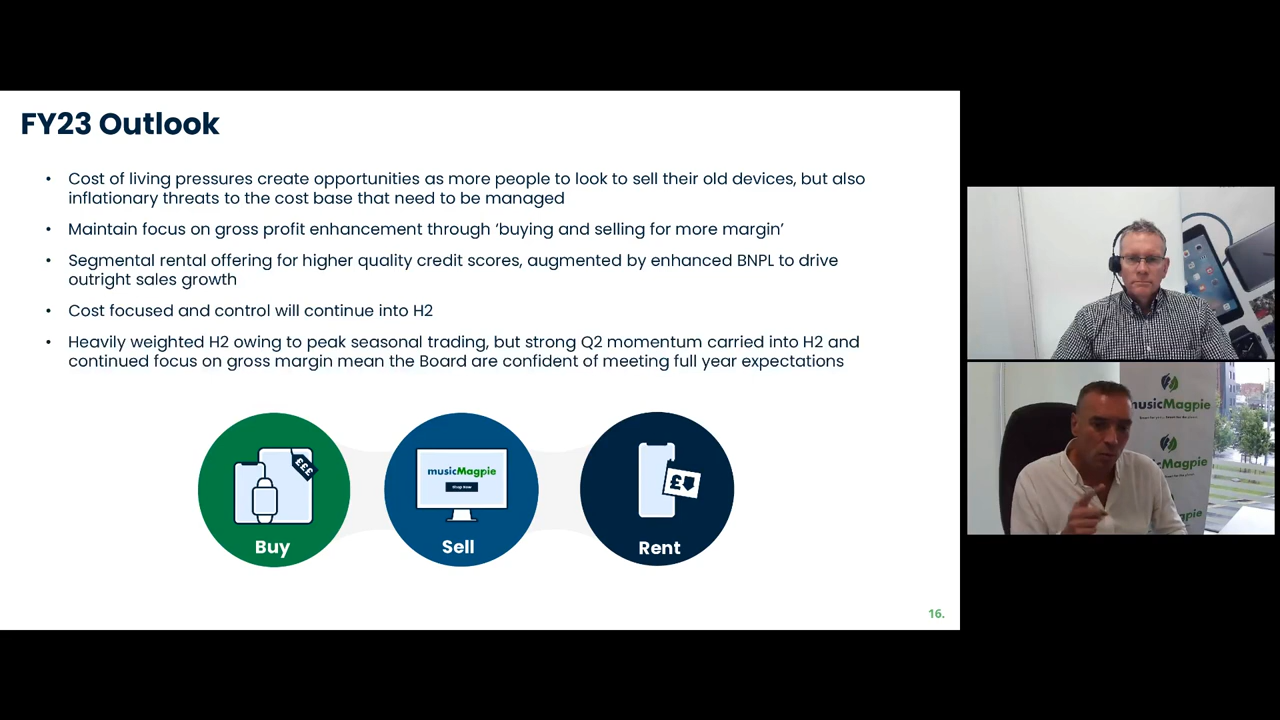 FY23 Outlook
• Cost of living pressures create opportunities as more people to look to sell their old devices, but also
inflationary threats to the cost base that need to be managed
• Maintain focus on gross profit enhancement through ‘buying and selling for more margin’
• Segmental rental offering for higher quality credit scores, augmented by enhanced BNPL to drive
outright sales growth
• Cost focused and control will continue into H2
• Heavily weighted H2 owing to peak seasonal trading, but strong Q2 momentum carried into H2 and
continued focus on gross margin mean the Board are confident of meeting full year expectations
£££
Buy
musicMagpie
Shop now
Sell
£
Rent
16.
musicMagpie
usicMagpie
gpie